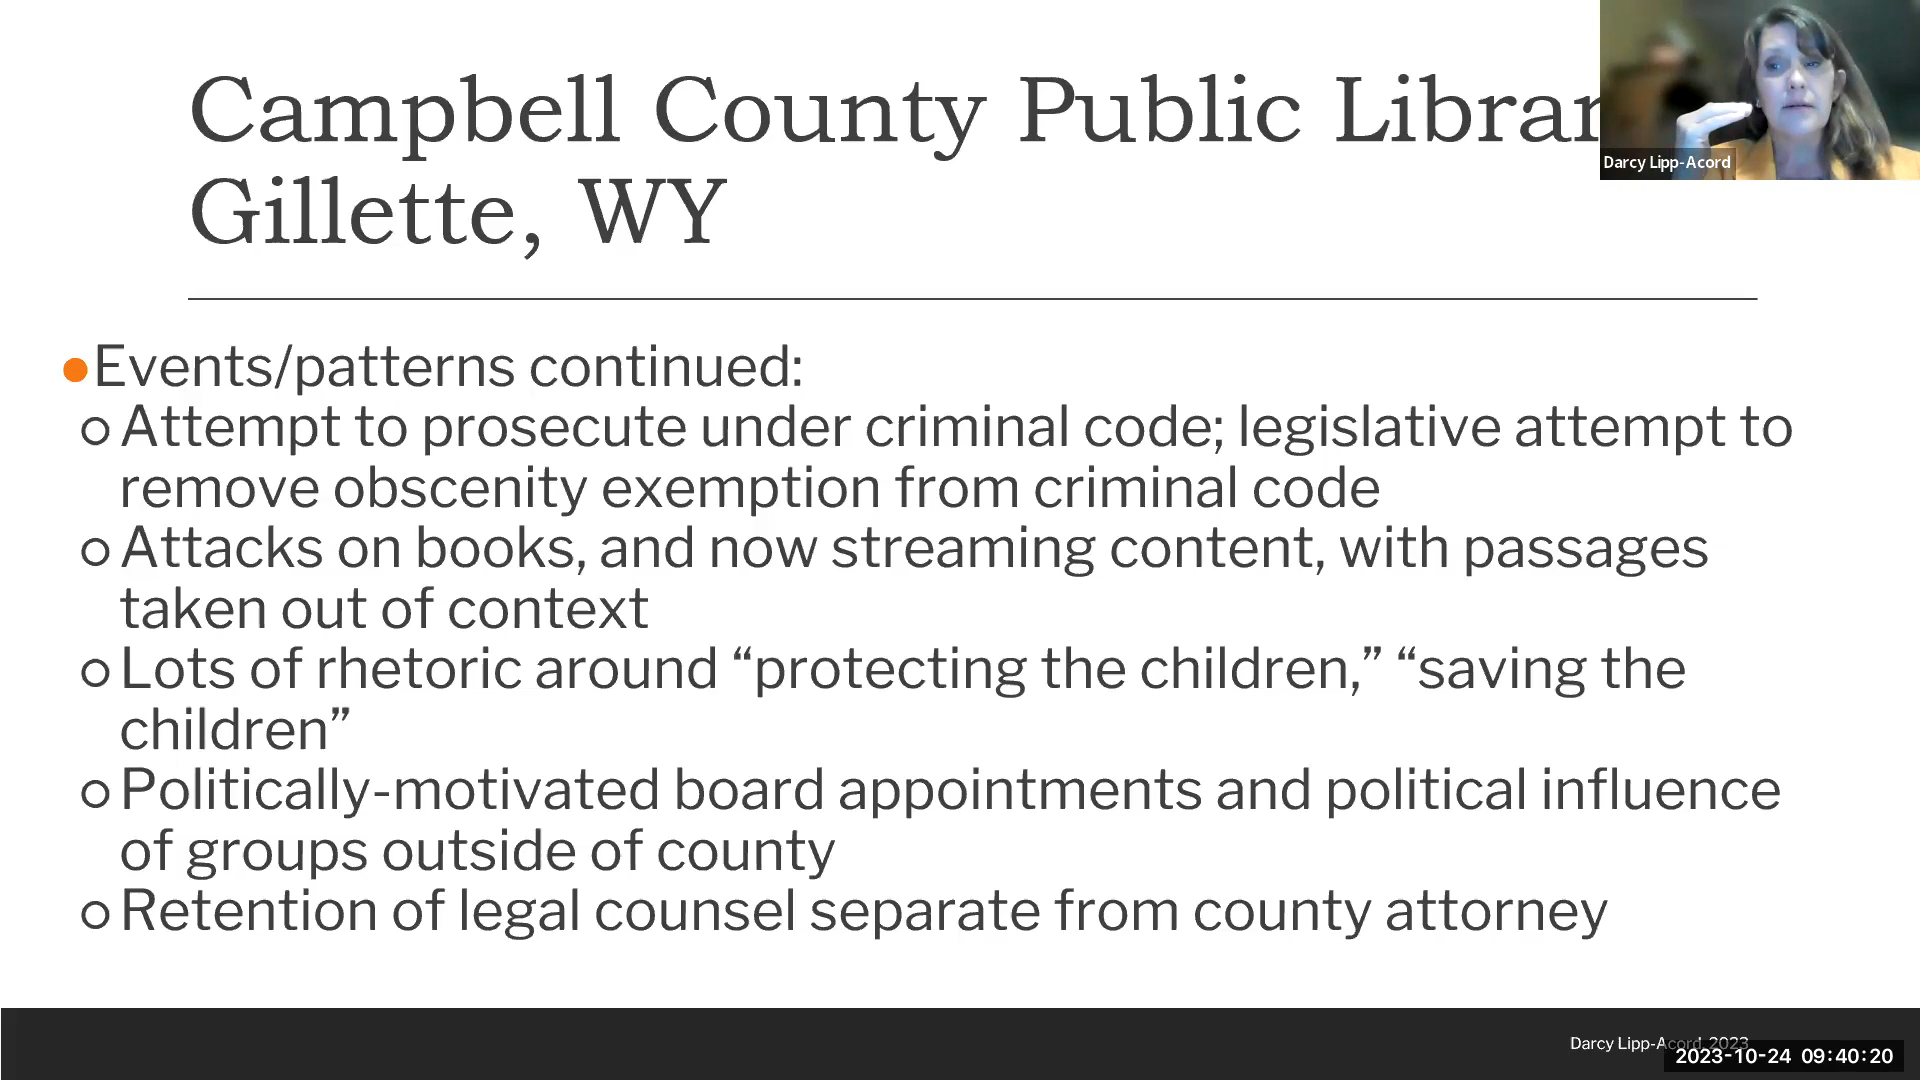 Campbell County Public Librar
Gillette, WY
Darcy Lipp-Acord
●Events/patterns continued:
○Attempt to prosecute under criminal code; legislative attempt to
remove obscenity exemption from criminal code
○Attacks on books, and now streaming content, with passages
taken out of context
○Lots of rhetoric around “protecting the children,” “saving the
children”
○Politically-motivated board appointments and political influence
of groups outside of county
○Retention of legal counsel separate from county attorney
Darcy Lipp-Acord, 2023
2023-10-24 09:40:20